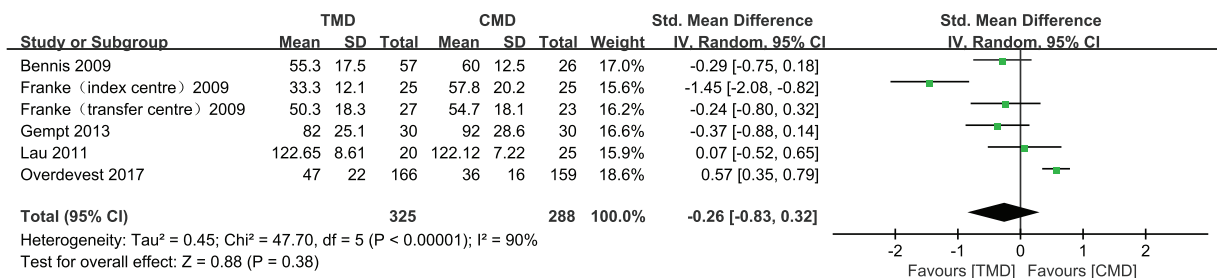 TMD CMD Std. Mean Difference Std. Mean Difference
Study or Subgroup Mean SD Total Mean SD Total Weight IV. Random. 95% CI IV. Random. 95% CI
Bennis 2009 55.3 17.5 57 60 12.5 26 17.0% -0.29 [-0.75, 0.18]
Franke（index centre）2009 33.3 12.1 25 57.8 20.2 25 15.6% -1.45 [-2.08, -0.82]
Franke（transfer centre）2009 50.3 18.3 27 54.7 18.1 23 16.2% -0.24 [-0.80, 0.32]
Gempt 2013 82 25.1 30 92 28.6 30 16.6% -0.37 [-0.88, 0.14]
Lau 2011 122.65 8.61 20 122.12 7.22 25 15.9% 0.07 [-0.52, 0.65]
Overdevest 2017 47 22 166 36 16 159 18.6% 0.57 [0.35, 0.79]
Total (95% CI) 325 288 100.0% -0.26 [-0.83, 0.32]
Heterogeneity: Tau² = 0.45; Chi² = 47.70, df = 5 (P < 0.00001); I² = 90%
Test for overall effect: Z = 0.88 (P = 0.38)
-2 -1 0 1 2
Favours [TMD] Favours [CMD]